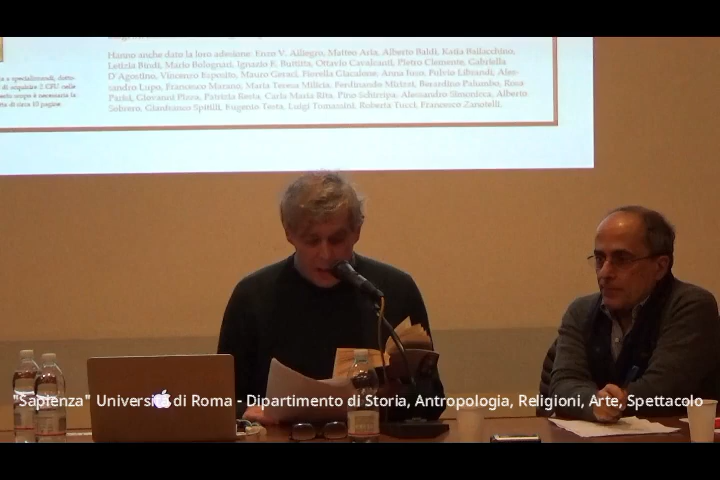 Hanno anche dato la loro adesione: Enzo V. Alliegro, Matteo Aria, Alberto Baldi, Katia Ballacchino,
Letizia Bindi, Mario Bolognari, Ignazio E. Buttitta, Ottavio Cavalcanti, Pietro Clemente, Gabriella
D'Agostino, Vincenzo Esposito, Mauro Geraci, Fiorella Giacalone, Anna Iuso, Fulvio Librandi, Ales-
sandro Lupo, Francesco Marano, Maria Teresa Milicia, Ferdinando Mirizzi, Berardino Palumbo, Rosa
Parisi, Giovanni Pizza, Patrizia Resta, Carla Maria Rita, Pino Schirripa, Alessandro Simonicca, Alberto
Sobrero, Gianfranco Spitilli, Eugenio Testa, Luigi Tomassini, Roberta Tucci, Francesco Zanotelli.
di acquisire 2 CFU
"Sapienza" Università di Roma - Dipartimento di Storia, Antropologia, Religioni, Arte, Spettacolo